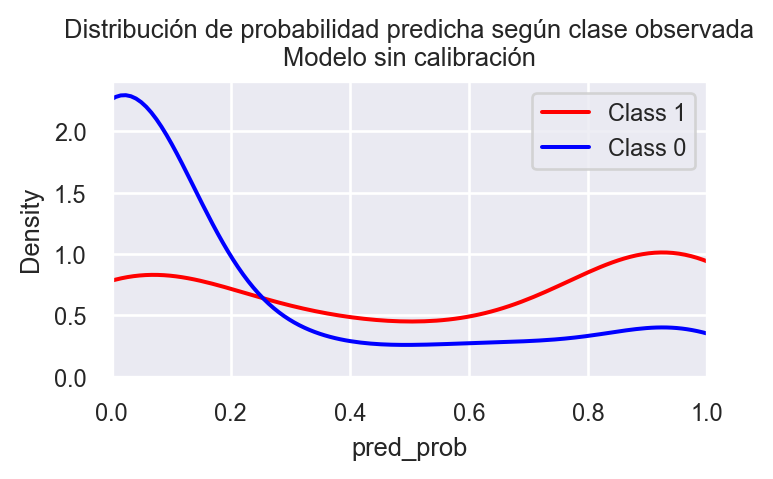 Distribución de probabilidad predicha según clase observada
Modelo sin calibración
Class 1
Class 0
Density
2.0
1.5
1.0
0.5
0.0
0.0 0.2 0.4 0.6 0.8 1.0
pred_prob